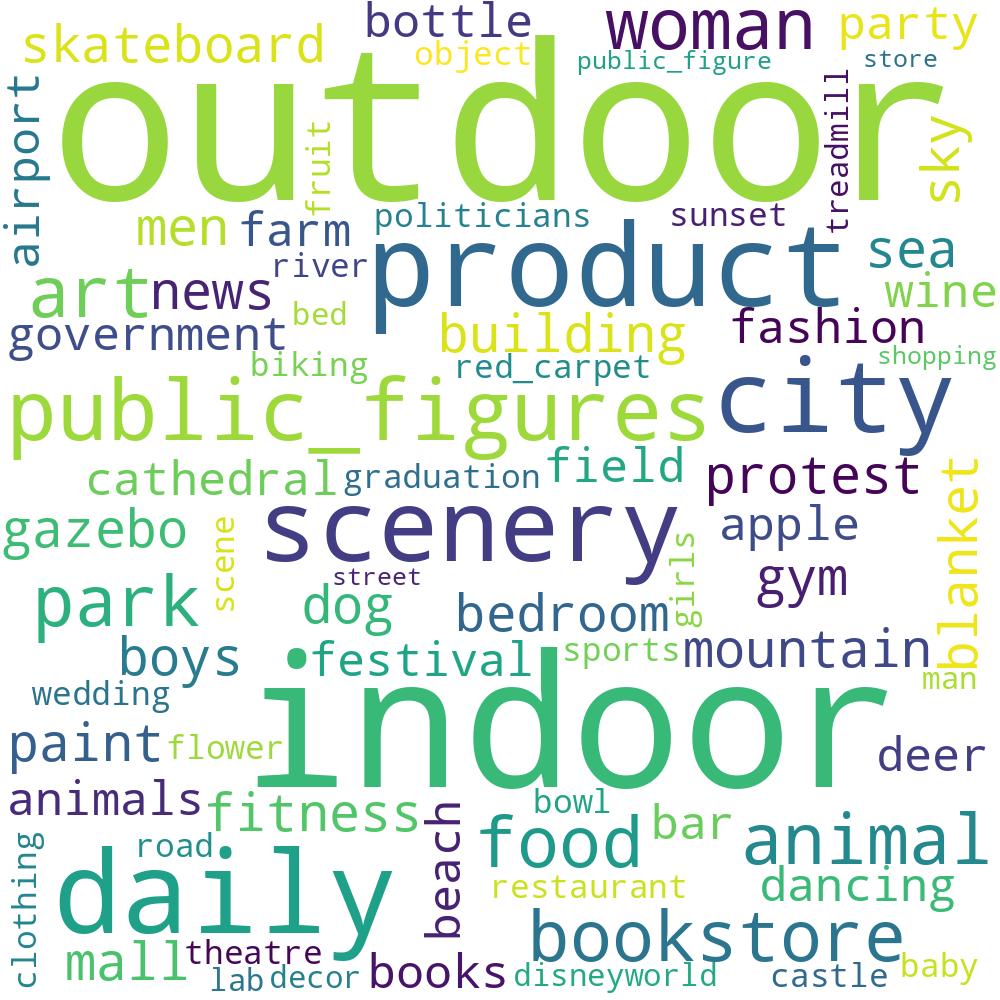 bottle
woman
party
skateboard
object
public_figure
store
outdoor
airport
fruit
treadmill
sky
men
farm
politicians
sunset
product
sea
art
news
river
wine
government
bed
building
fashion
biking
red_carpet
shopping
public_figures
city
cathedral
graduation
field
protest
blanket
gazebo
scene
scenery
apple
street
girls
gym
park
dog
bedroom
boys
festival
sports
mountain
man
wedding
indoor
paint
flower
deer
animals
fitness
beach
bowl
food
bar
animal
clothing
road
daily
restaurant
dancing
bookstore
mall
theatre
lab
decor
books
disneyworld
castle
baby